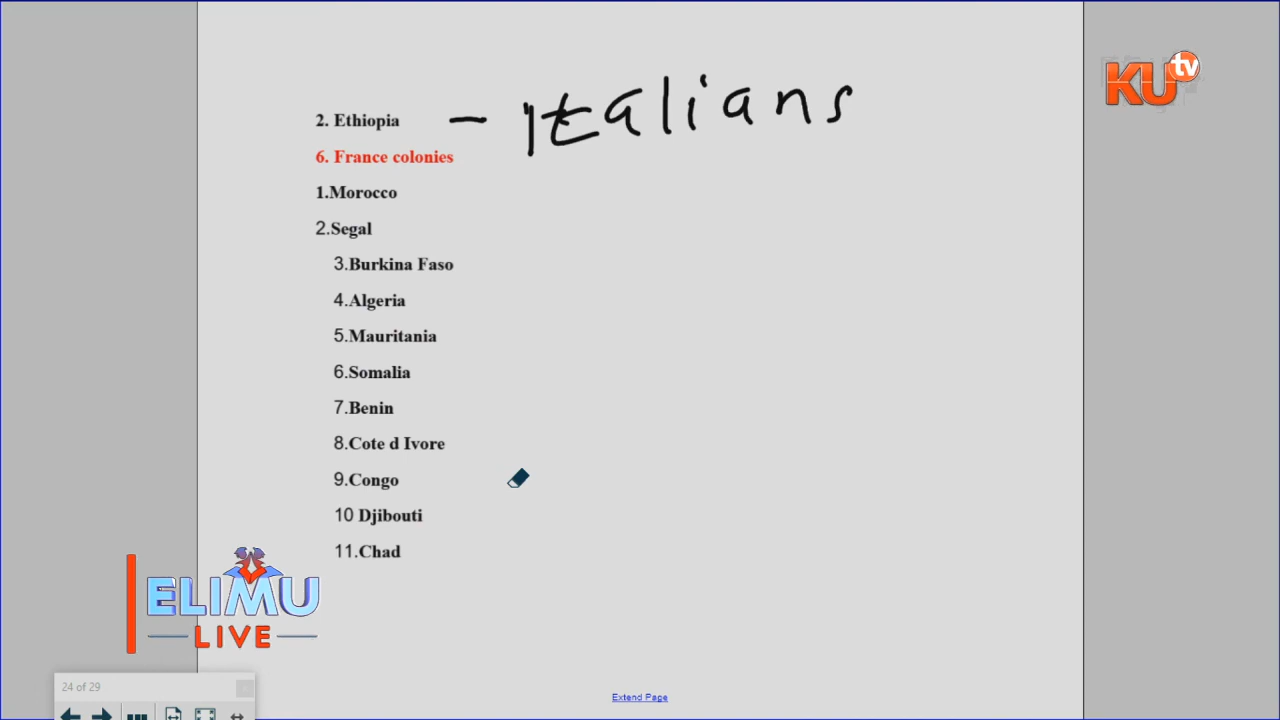 KU tv
2. Ethiopia - Italians
6. France colonies
1.Morocco
2.Segal
3.Burkina Faso
4.Algeria
5.Mauritania
6.Somalia
7.Benin
8.Cote d Ivore
9.Congo
10 Djibouti
11.Chad
ELIMU
LIVE
24 of 29
Extend Page